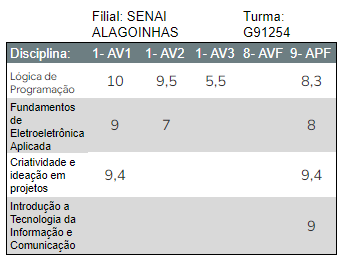 Filial: SENAI ALAGOINHAS Turma: G91254
Disciplina: 1- AV1 1- AV2 1- AV3 8- AVF 9- APF
Lógica de Programação 10 9,5 5,5 8,3
Fundamentos de Eletroeletrônica Aplicada 9 7 8
Criatividade e ideação em projetos 9,4 9,4
Introdução a Tecnologia da Informação e Comunicação 9